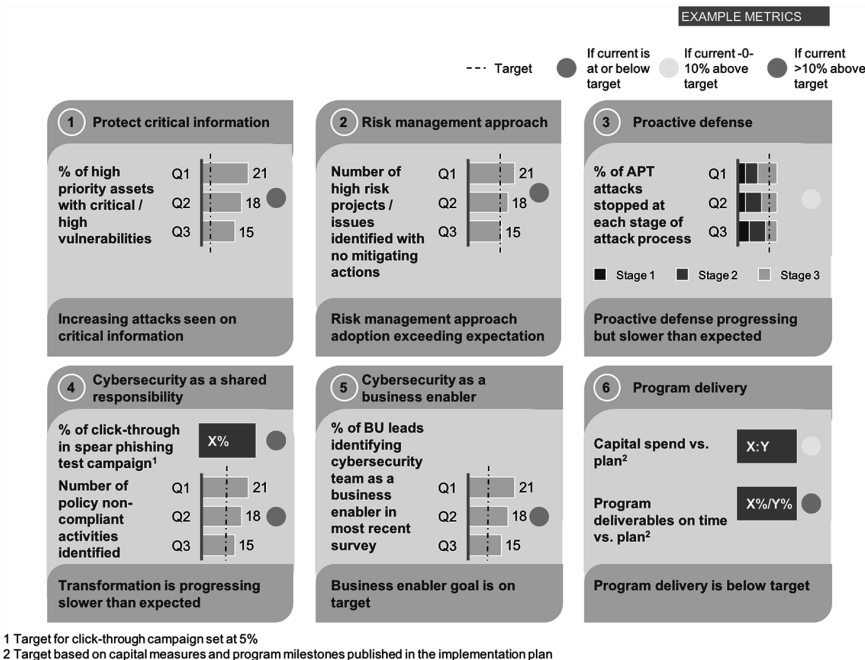 EXAMPLE METRICS
Target
If current is
at or below
target
If current -0-
10% above
target
If current
>10% above
target
1 Protect critical information
% of high
priority assets
with critical /
high
vulnerabilities
Q1 21
Q2 18
Q3 15
Increasing attacks seen on
critical information
2 Risk management approach
Number of
high risk
projects /
issues
identified with
no mitigating
actions
Q1 21
Q2 18
Q3 15
Risk management approach
adoption exceeding expectation
3 Proactive defense
% of APT
attacks
stopped at
each stage of
attack process
Q1
Q2
Q3
Stage 1 Stage 2 Stage 3
Proactive defense progressing
but slower than expected
4 Cybersecurity as a shared
responsibility
% of click-through
in spear phishing
test campaign1
X%
Number of
policy non-
compliant
activities
identified
Q1 21
Q2 18
Q3 15
Transformation is progressing
slower than expected
5 Cybersecurity as a
business enabler
% of BU leads
identifying
cybersecurity
team as a
business
enabler in
most recent
survey
Q1 21
Q2 18
Q3 15
Business enabler goal is on
target
6 Program delivery
Capital spend vs.
plan2
X:Y
Program
deliverables on time
vs. plan2
X%/Y%
Program delivery is below target
1 Target for click-through campaign set at 5%
2 Target based on capital measures and program milestones published in the implementation plan